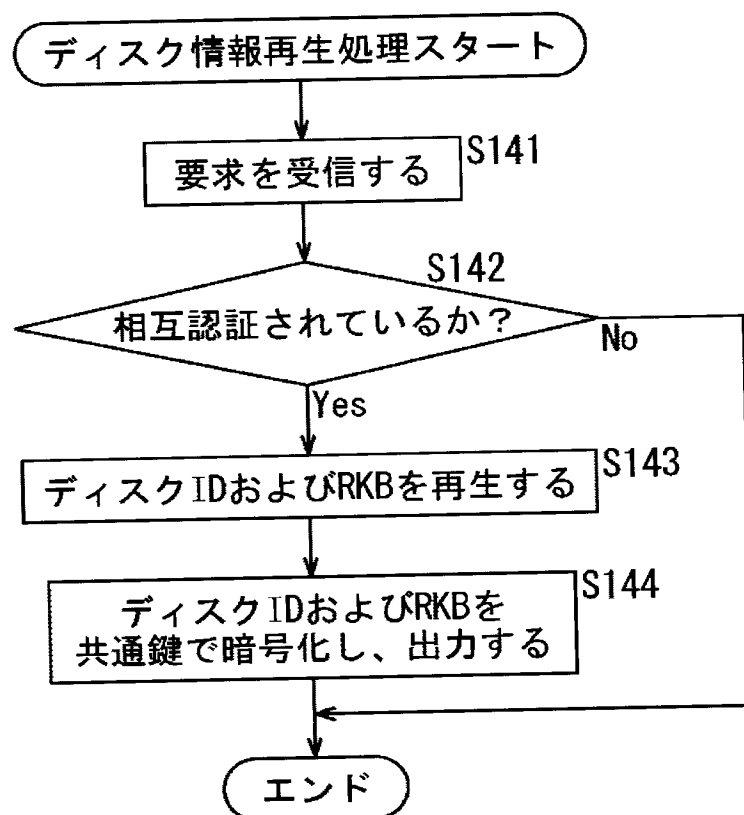 ディスク情報再生処理スタート
要求を受信する
S141
相互認証されているか？
S142
No
Yes
ディスクIDおよびRKBを再生する
S143
ディスクIDおよびRKBを
共通鍵で暗号化し、出力する
S144
エンド